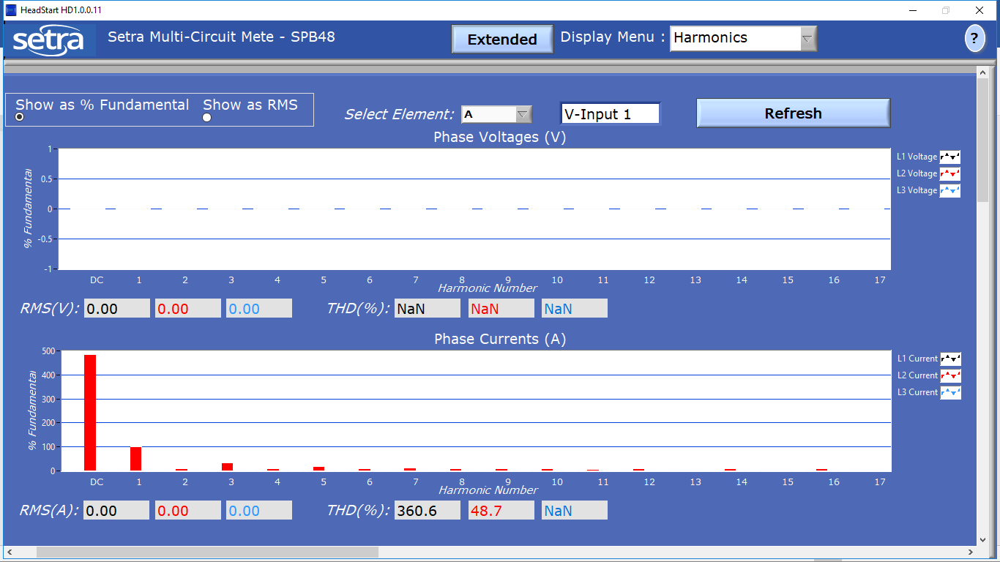 HeadStart HD1.0.0.11
setra
Setra Multi-Circuit Mete - SPB48
Extended
Display Menu :
Harmonics
?
Show as % Fundamental
Show as RMS
Select Element:
A
V-Input 1
Refresh
Phase Voltages (V)
% Fundamental
1
0.5
0
-0.5
-1
DC 1 2 3 4 5 6 7 8 9 10 11 12 13 14 15 16 17
Harmonic Number
L1 Voltage
L2 Voltage
L3 Voltage
RMS(V): 0.00 0.00 0.00 THD(%): NaN NaN NaN
Phase Currents (A)
% Fundamental
500
400
300
200
100
0
DC 1 2 3 4 5 6 7 8 9 10 11 12 13 14 15 16 17
Harmonic Number
L1 Current
L2 Current
L3 Current
RMS(A): 0.00 0.00 0.00 THD(%): 360.6 48.7 NaN